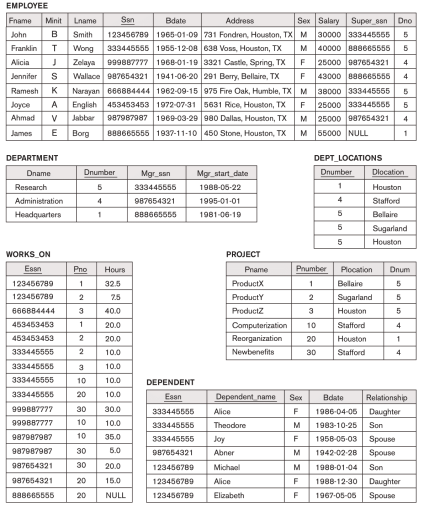 EMPLOYEE
Fname Minit Lname Ssn Bdate Address Sex Salary Super_ssn Dno
John B Smith 123456789 1965-01-09 731 Fondren, Houston, TX M 30000 333445555 5
Franklin T Wong 333445555 1955-12-08 638 Voss, Houston, TX M 40000 888665555 5
Alicia J Zelaya 999887777 1968-01-19 3321 Castle, Spring, TX F 25000 987654321 4
Jennifer S Wallace 987654321 1941-06-20 291 Berry, Bellaire, TX F 43000 888665555 4
Ramesh K Narayan 666884444 1962-09-15 975 Fire Oak, Humble, TX M 38000 333445555 5
Joyce A English 453453453 1972-07-31 5631 Rice, Houston, TX F 25000 333445555 5
Ahmad V Jabbar 987987987 1969-03-29 980 Dallas, Houston, TX M 25000 987654321 4
James E Borg 888665555 1937-11-10 450 Stone, Houston, TX M 55000 NULL 1
DEPARTMENT
Dname Dnumber Mgr_ssn Mgr_start_date
Research 5 333445555 1988-05-22
Administration 4 987654321 1995-01-01
Headquarters 1 888665555 1981-06-19
DEPT_LOCATIONS
Dnumber Dlocation
1 Houston
4 Stafford
5 Bellaire
5 Sugarland
5 Houston
WORKS_ON
Essn Pno Hours
123456789 1 32.5
123456789 2 7.5
666884444 3 40.0
453453453 1 20.0
453453453 2 20.0
333445555 2 10.0
333445555 3 10.0
333445555 10 10.0
333445555 20 10.0
999887777 30 30.0
999887777 10 10.0
987987987 10 35.0
987987987 30 5.0
987654321 30 20.0
987654321 20 15.0
888665555 20 NULL
PROJECT
Pname Pnumber Plocation Dnum
ProductX 1 Bellaire 5
ProductY 2 Sugarland 5
ProductZ 3 Houston 5
Computerization 10 Stafford 4
Reorganization 20 Houston 1
Newbenefits 30 Stafford 4
DEPENDENT
Essn Dependent_name Sex Bdate Relationship
333445555 Alice F 1986-04-05 Daughter
333445555 Theodore M 1983-10-25 Son
333445555 Joy F 1958-05-03 Spouse
987654321 Abner M 1942-02-28 Spouse
123456789 Michael M 1988-01-04 Son
123456789 Alice F 1988-12-30 Daughter
123456789 Elizabeth F 1967-05-05 Spouse